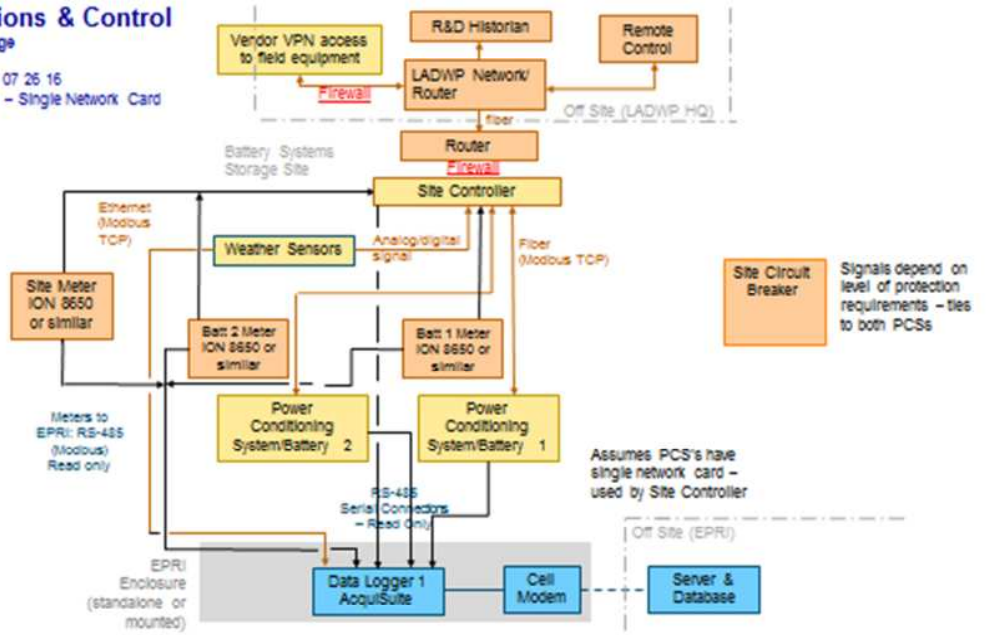 ions & Control
ge
07 26 16
– Single Network Card
Vendor VPN access
to field equipment
R&D Historian
Remote
Control
LADWP Network/
Router
Firewall
fiber
Off Site (LADWP HQ)
Router
Firewall
Battery Systems
Storage Site
Site Controller
Ethernet
(Modbus
TCP)
Weather Sensors
Analog/digital
signal
Fiber
(Modbus TCP)
Site Meter
ION 8650
or similar
Site Circuit
Breaker
Signals depend on
level of protection
requirements – ties
to both PCSs
Batt 2 Meter
ION 8650 or
similar
Batt 1 Meter
ION 8650 or
similar
Power
Conditioning
System/Battery 2
Power
Conditioning
System/Battery 1
Meters to
EPRI: RS-485
(Modbus)
Read only
Assumes PCS's have
single network card –
used by Site Controller
RS-485
Serial Connections
– Read Only
Off Site (EPRI)
EPRI
Enclosure
(standalone or
mounted)
Data Logger 1
AcquiSuite
Cell
Modem
Server &
Database